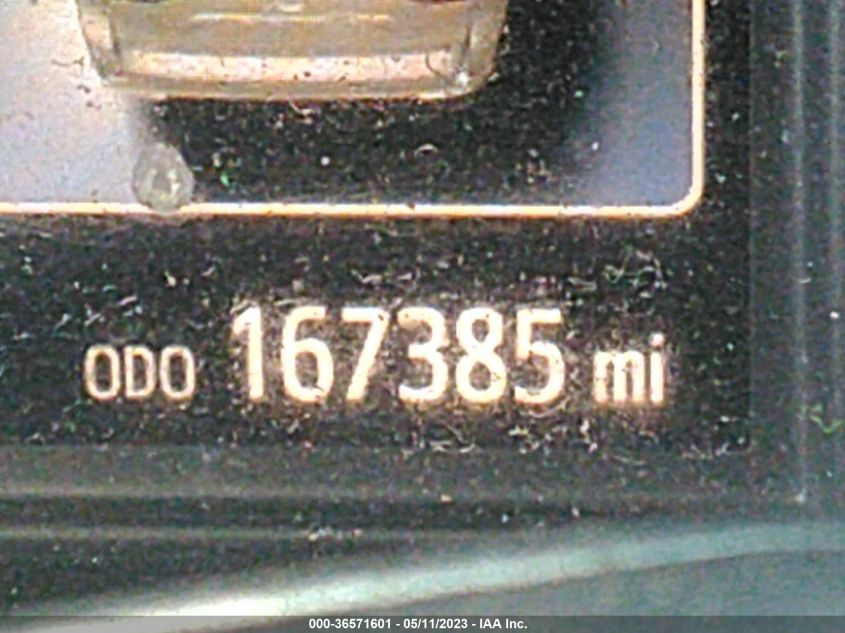 ODO 167385 mi
000-36571601 - 05/11/2023 - IAA Inc.